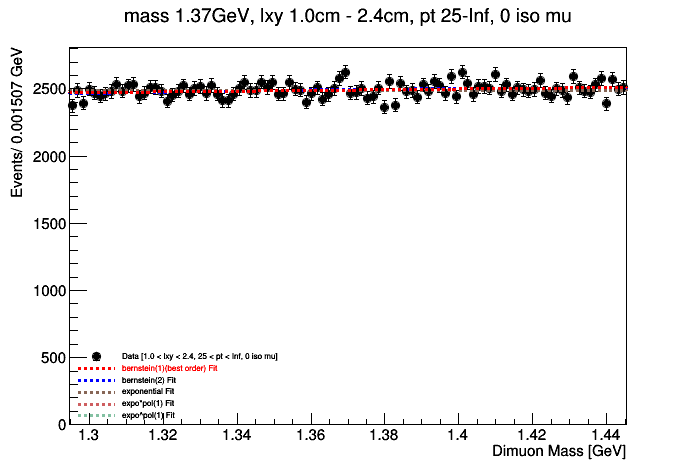 mass 1.37GeV, lxy 1.0cm - 2.4cm, pt 25-Inf, 0 iso mu
Events/ 0.001507 GeV
2500
2000
1500
1000
500
0
Data [1.0 < lxy < 2.4, 25 < pt < Inf, 0 iso mu]
bernstein(1)(best order) Fit
bernstein(2) Fit
exponential Fit
expo*pol(1) Fit
expo^pol(1) Fit
1.3 1.32 1.34 1.36 1.38 1.4 1.42 1.44
Dimuon Mass [GeV]